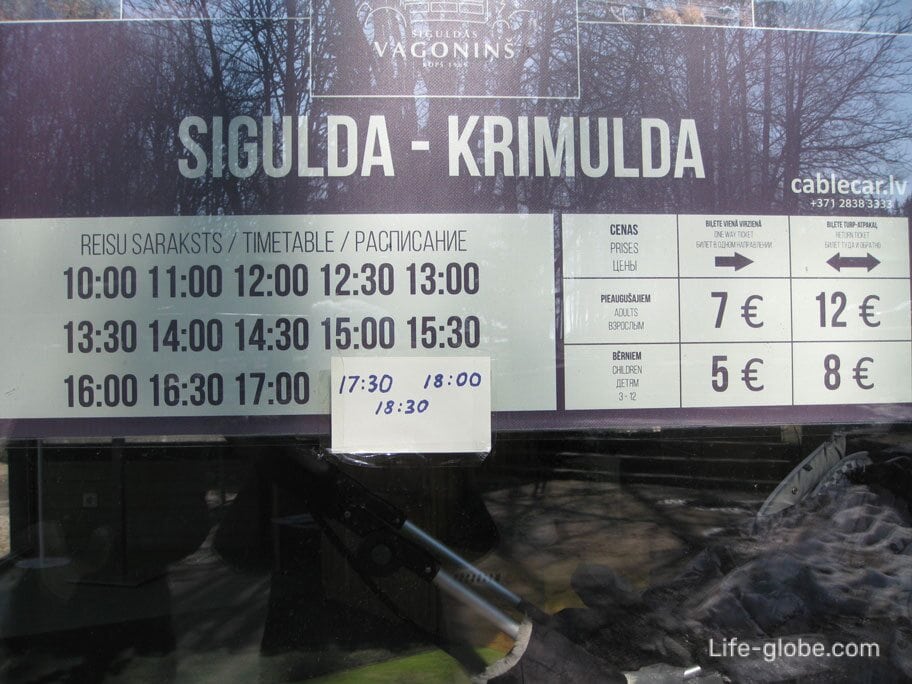 SIGULDAS
VAGONIŅŠ
KOPŠ 1969
SIGULDA - KRIMULDA
cablecar.lv
+371 2838 3333
REISU SARAKSTS / TIMETABLE / РАСПИСАНИЕ
10:00 11:00 12:00 12:30 13:00
13:30 14:00 14:30 15:00 15:30
16:00 16:30 17:00
17:30 18:00
18:30
CENAS
PRISES
ЦЕНЫ
BIĻETE VIENĀ VIRZIENĀ
ONE WAY TICKET
БИЛЕТ В ОДНОМ НАПРАВЛЕНИИ
BIĻETE TURP-ATPAKAĻ
RETURN TICKET
БИЛЕТ ТУДА И ОБРАТНО
PIEAUGUŠAJIEM
ADULTS
ВЗРОСЛЫМ
7 €
12 €
BĒRNIEM
CHILDREN
ДЕТЯМ
3 - 12
5 €
8 €
Life-globe.com